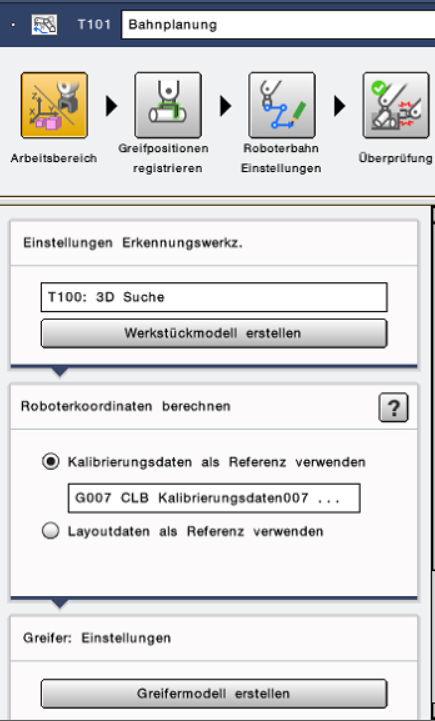 T101 Bahnplanung
Arbeitsbereich
Greifpositionen
registrieren
Roboterbahn
Einstellungen
Überprüfung
Einstellungen Erkennungswerkz.
T100: 3D Suche
Werkstückmodell erstellen
Roboterkoordinaten berechnen
?
Kalibrierungsdaten als Referenz verwenden
G007 CLB Kalibrierungsdaten007 ...
Layoutdaten als Referenz verwenden
Greifer: Einstellungen
Greifermodell erstellen